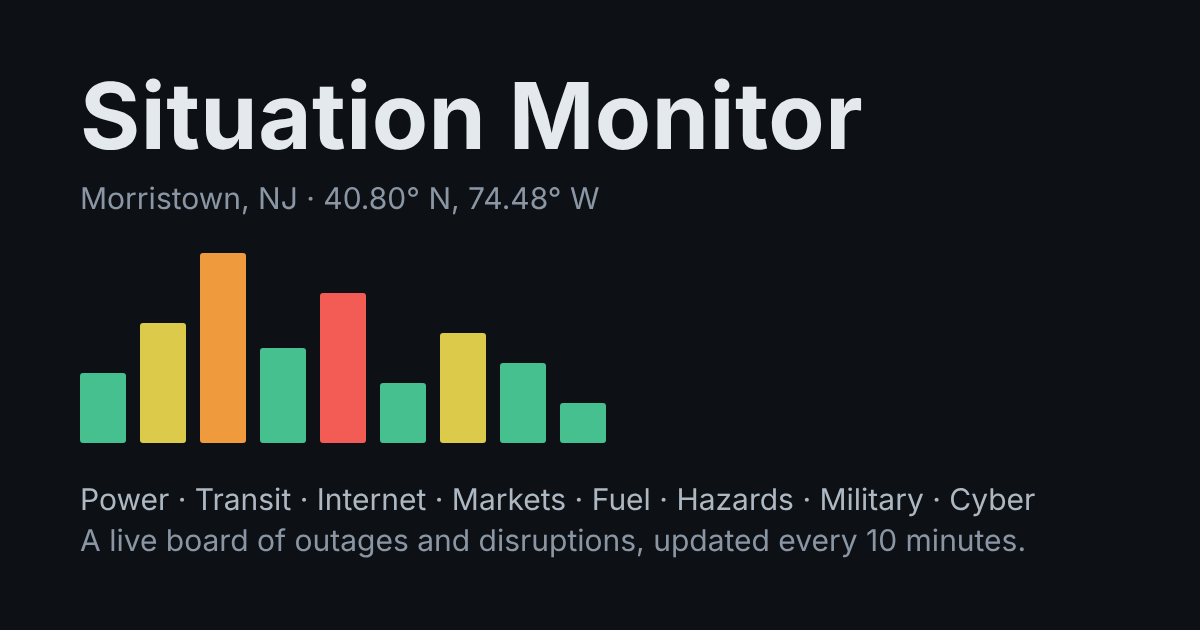 Situation Monitor
Morristown, NJ · 40.80° N, 74.48° W
Power · Transit · Internet · Markets · Fuel · Hazards · Military · Cyber
A live board of outages and disruptions, updated every 10 minutes.